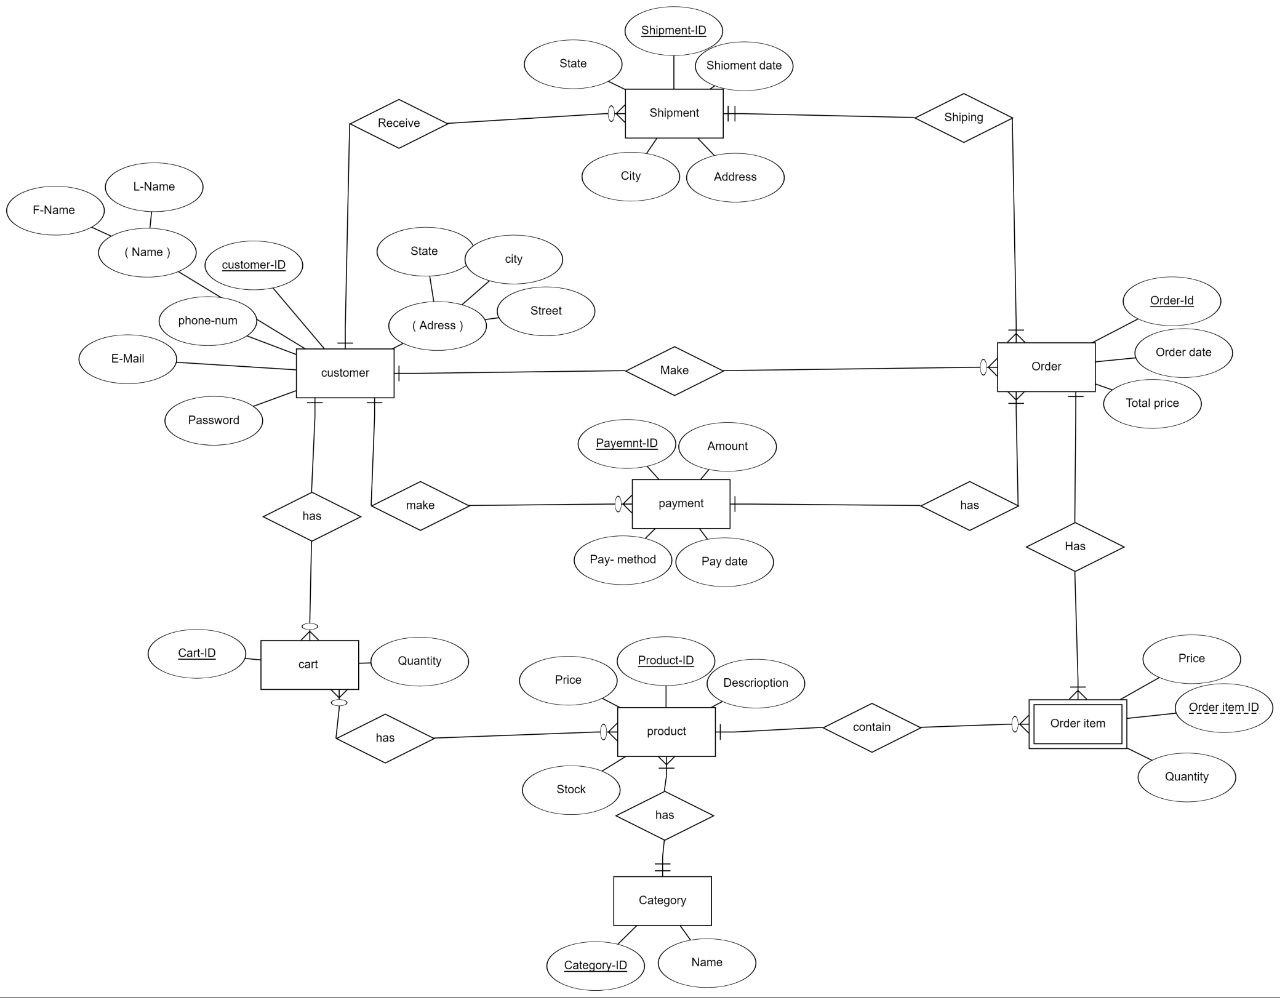 Shipment-ID
State
Shioment date
Receive
Shipment
Shiping
City
Address
L-Name
F-Name
( Name )
customer-ID
State
city
Street
( Adress )
phone-num
E-Mail
customer
Password
Make
Order-Id
Order
Order date
Total price
Payemnt-ID
Amount
make
payment
has
Pay- method
Pay date
has
Has
Cart-ID
cart
Quantity
has
Product-ID
Price
Descrioption
product
contain
Stock
Price
Order item ID
Order item
Quantity
has
Category
Category-ID
Name